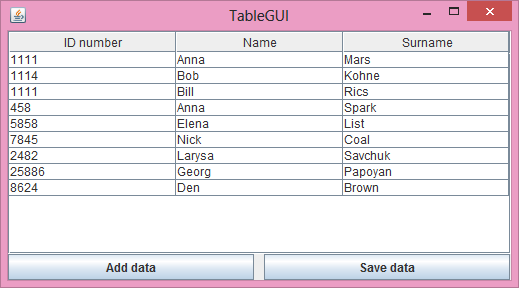 TableGUI
ID number Name Surname
1111 Anna Mars
1114 Bob Kohne
1111 Bill Rics
458 Anna Spark
5858 Elena List
7845 Nick Coal
2482 Larysa Savchuk
25886 Georg Papoyan
8624 Den Brown
Add data Save data